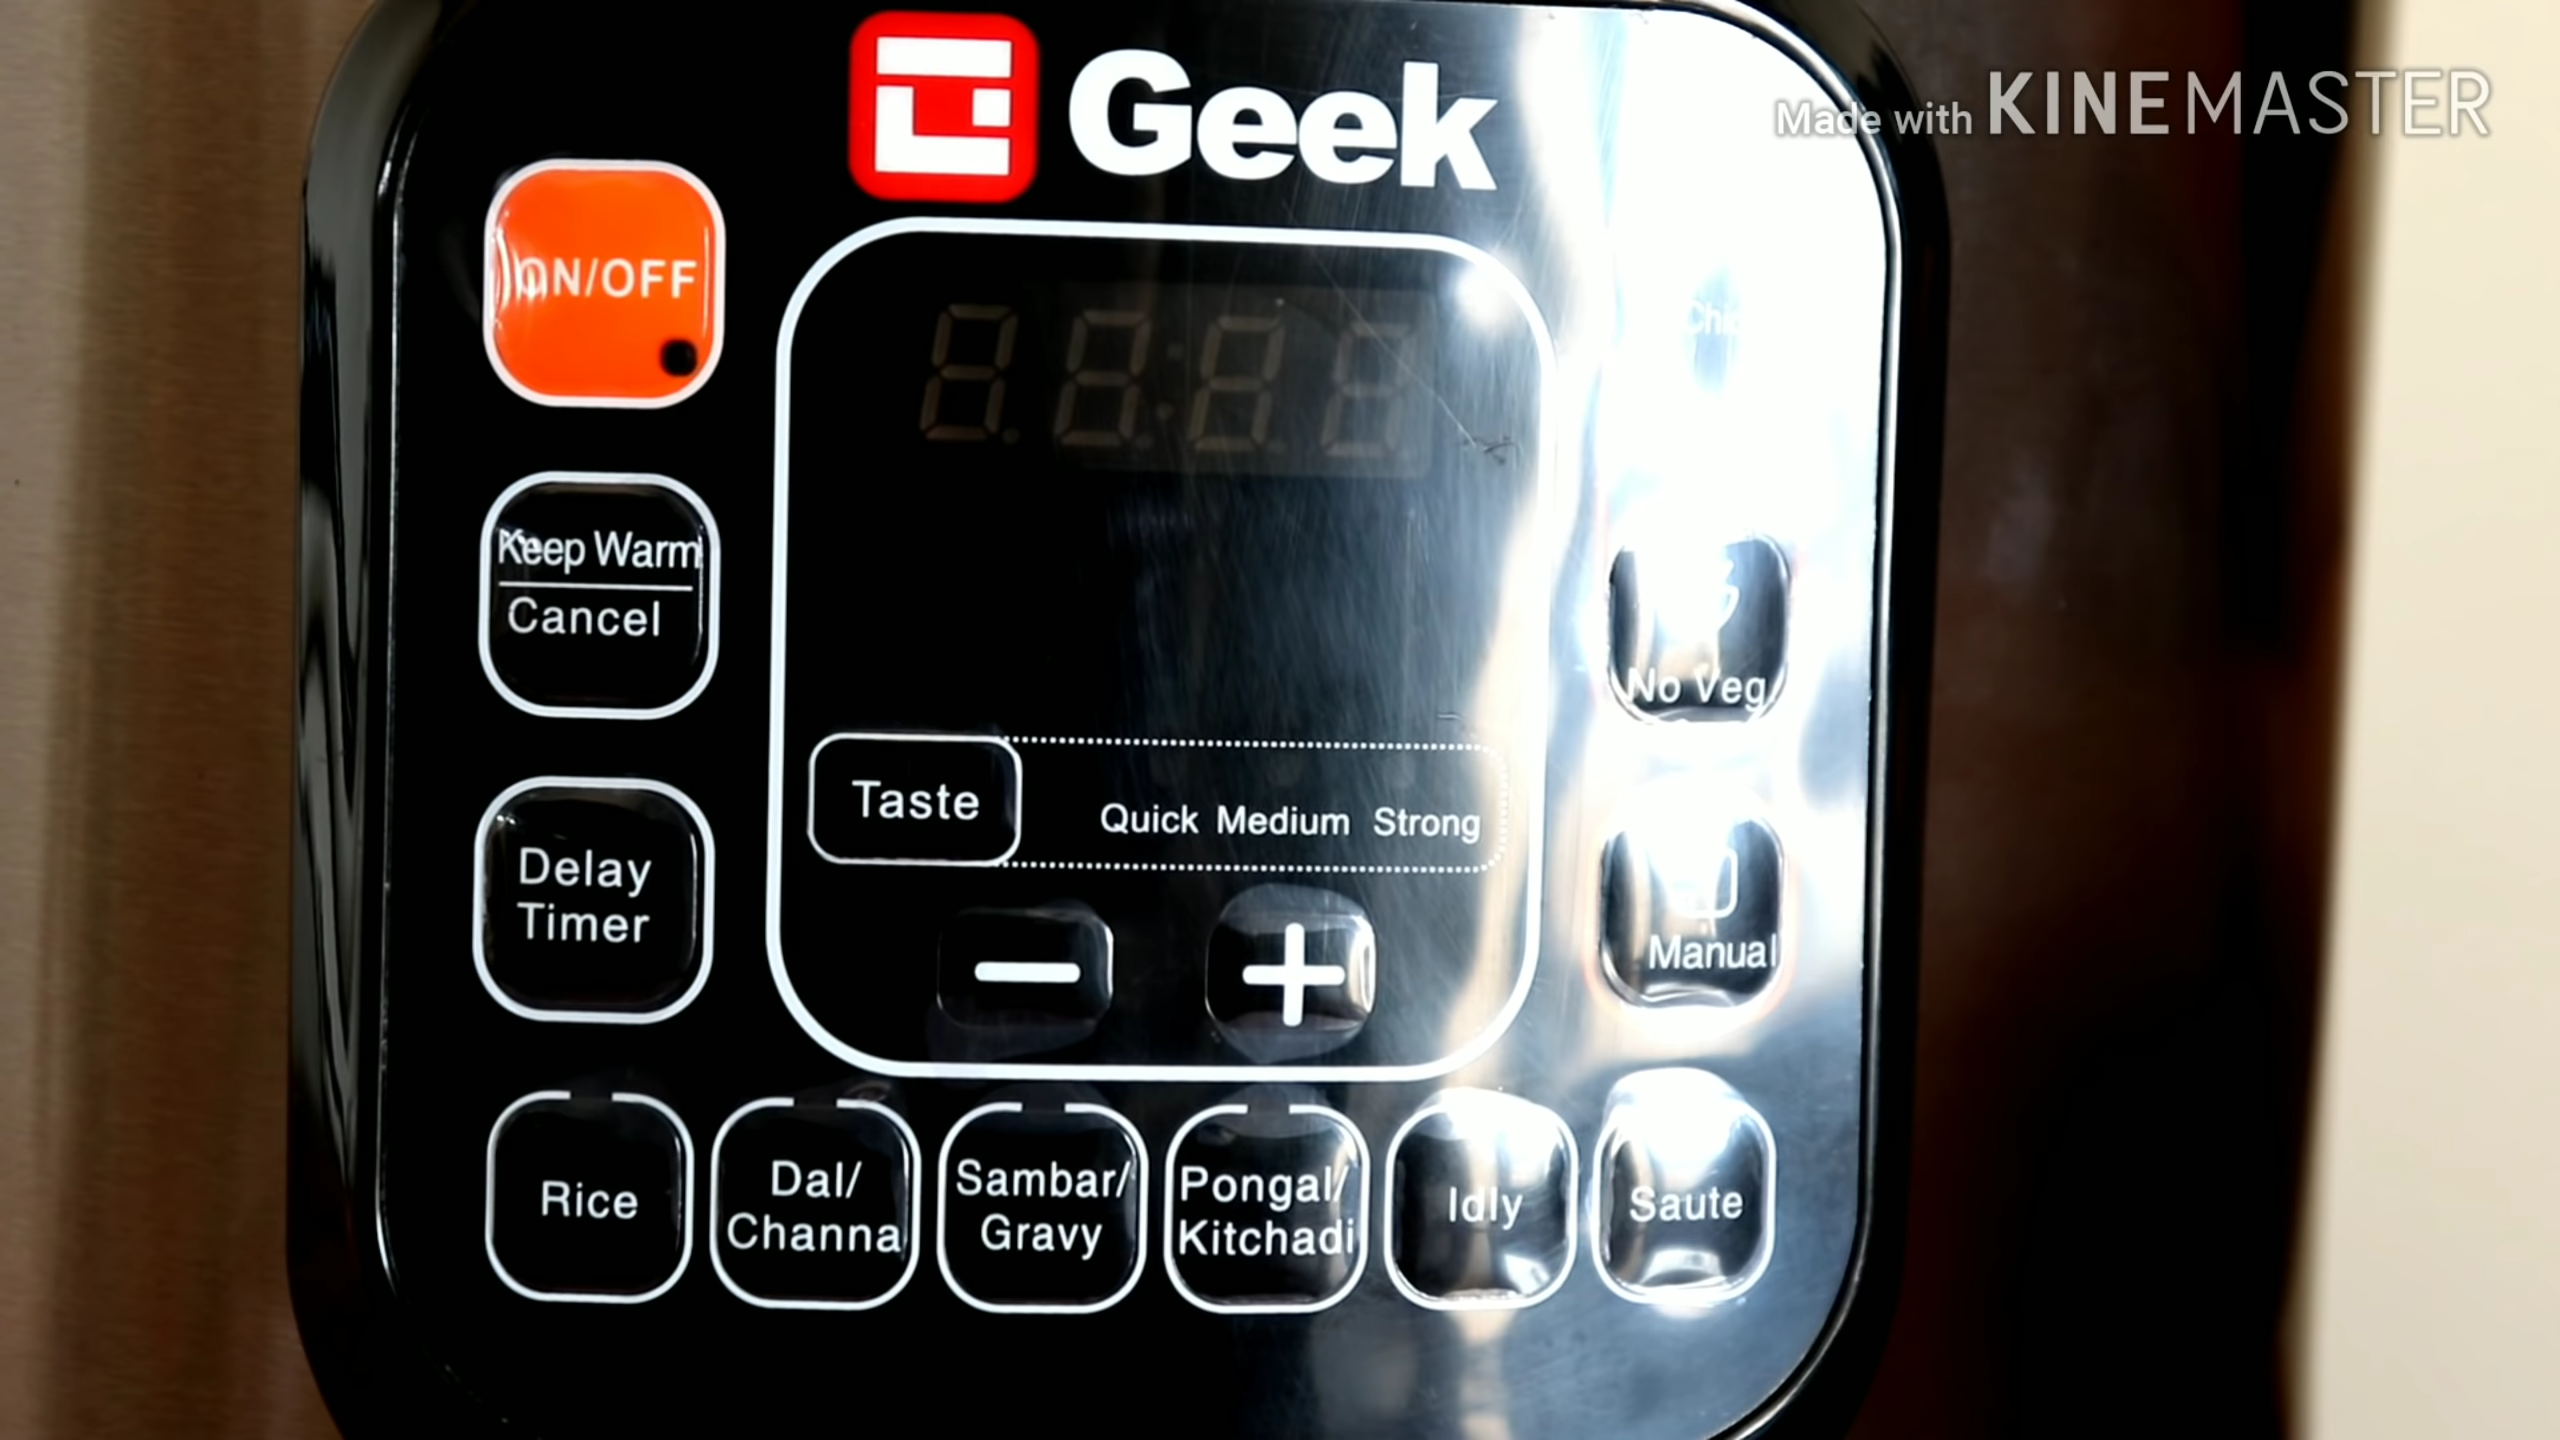 Geek
Made with KINEMASTER
ON/OFF
Keep Warm
Cancel
No Veg
Taste
Quick Medium Strong
Delay
Timer
Manual
Rice
Dal/
Channa
Sambar/
Gravy
Pongal/
Kitchadi
Idly
Saute